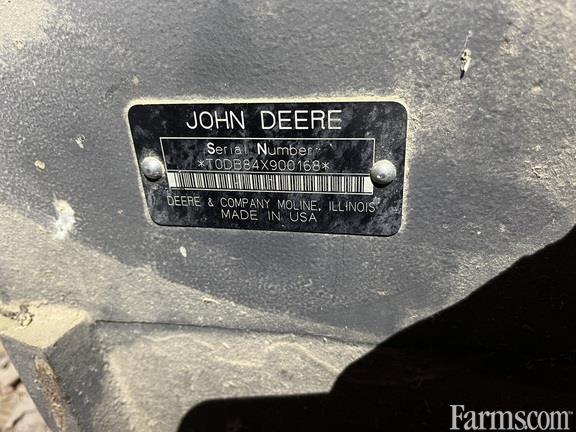 JOHN DEERE
Serial Number
*T0DB84X900168*
DEERE & COMPANY MOLINE, ILLINOIS
MADE IN USA
Farms.com